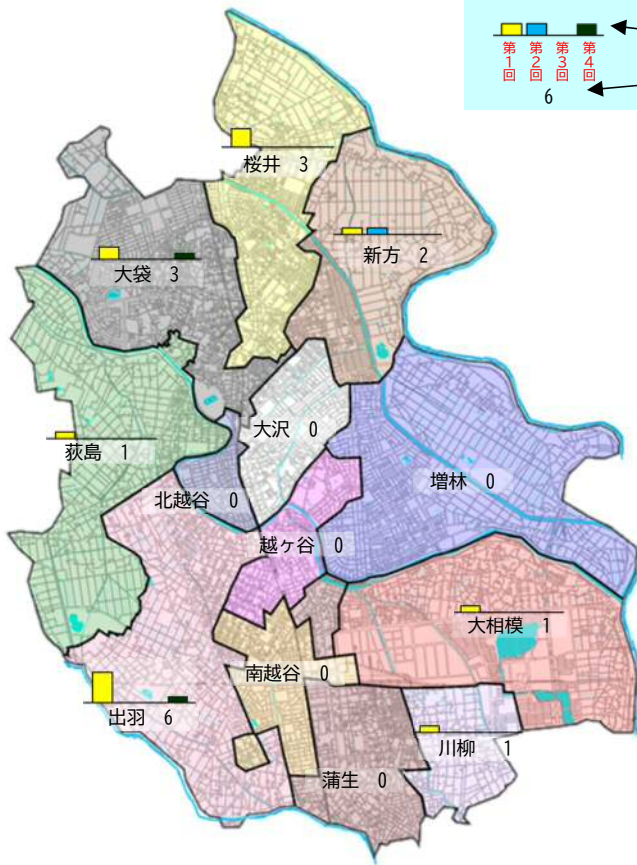 第1回 第2回 第3回 第4回
6
桜井 3
新方 2
大袋 3
大沢 0
荻島 1
北越谷 0
増林 0
越ヶ谷 0
大相模 1
南越谷 0
出羽 6
川柳 1
蒲生 0